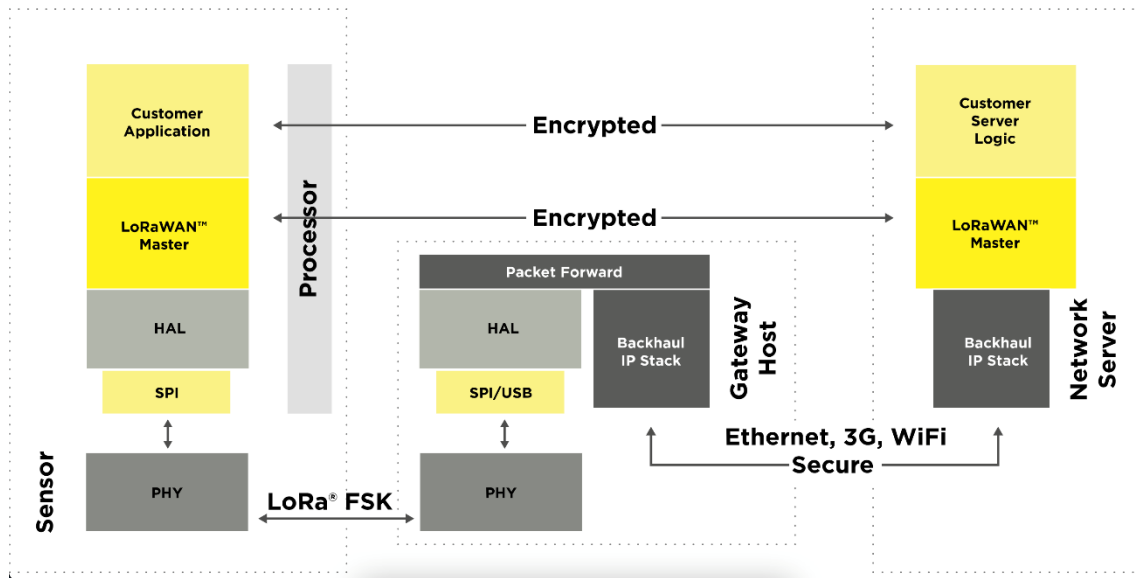 Customer
Application
LoRaWAN™
Master
HAL
SPI
PHY
Sensor
Processor
Encrypted
Encrypted
Packet Forward
HAL
Backhaul
IP Stack
SPI/USB
PHY
Gateway
Host
LoRa® FSK
Ethernet, 3G, WiFi
Secure
Customer
Server
Logic
LoRaWAN™
Master
Backhaul
IP Stack
Network
Server